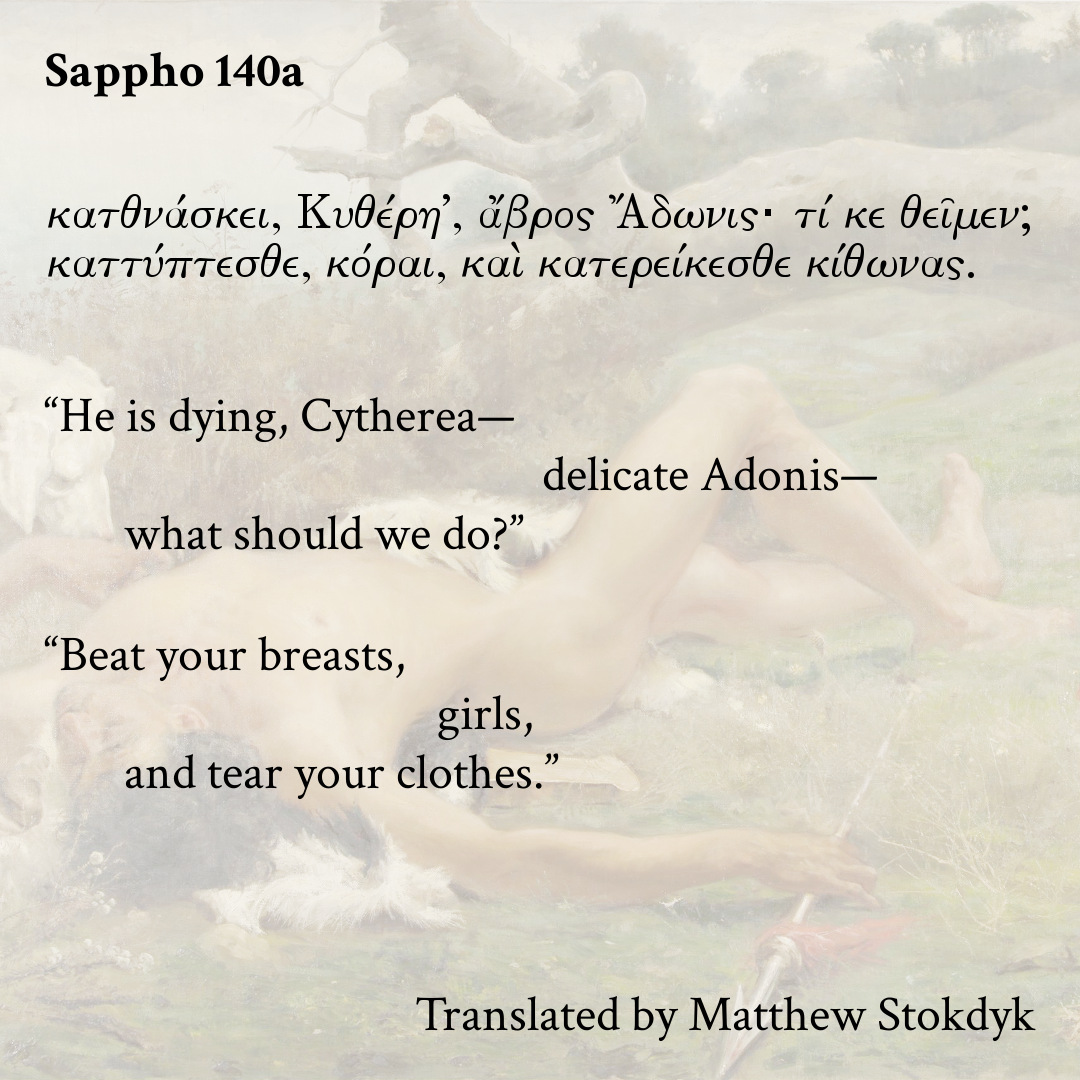 Sappho 140a
κατθνάσκει, Κυθέρη’, ἄβρος Ἄδωνις· τί κε θεῖμεν;
καττύπτεσθε, κόραι, καὶ κατερείκεσθε κίθωνας.
“He is dying, Cytherea—
delicate Adonis—
what should we do?”
“Beat your breasts,
girls,
and tear your clothes.”
Translated by Matthew Stokdyk